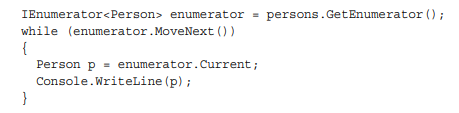 IEnumerator<Person> enumerator = persons.GetEnumerator();
while (enumerator.MoveNext())
{
  Person p = enumerator.Current;
  Console.WriteLine(p);
}